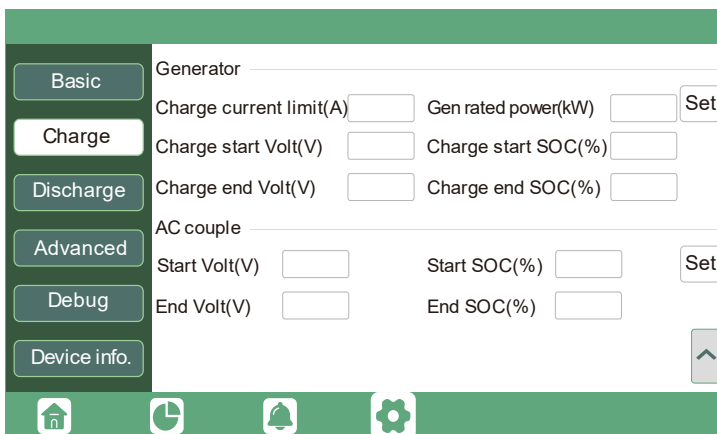 Basic
Charge
Discharge
Advanced
Debug
Device info.
Generator
Charge current limit(A) Gen rated power(kW) Set
Charge start Volt(V) Charge start SOC(%)
Charge end Volt(V) Charge end SOC(%)
AC couple
Start Volt(V) Start SOC(%) Set
End Volt(V) End SOC(%)